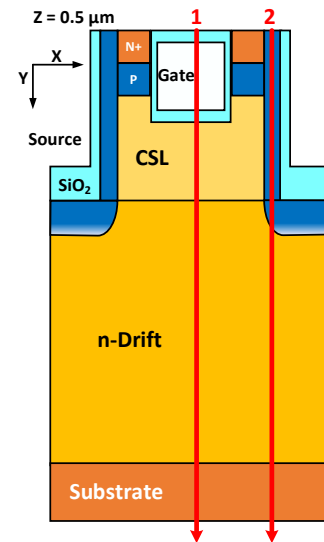 Z = 0.5 µm
1
2
X
Y
N+
P
Gate
Source
CSL
SiO₂
n-Drift
Substrate